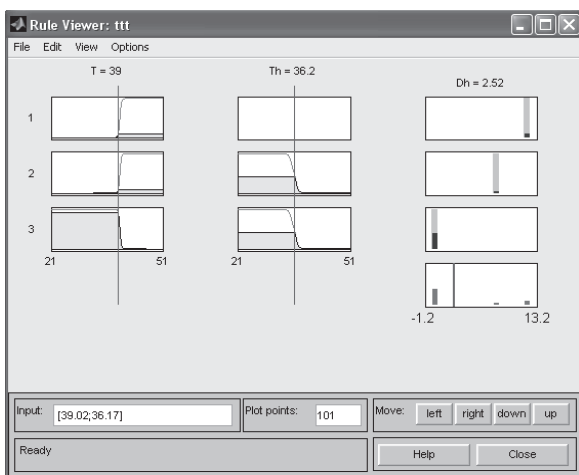 Rule Viewer: ttt
File Edit View Options
T = 39 Th = 36.2 Dh = 2.52
1
2
3
21 51 21 51
-1.2 13.2
Input: [39.02;36.17] Plot points: 101 Move: left right down up
Ready Help Close